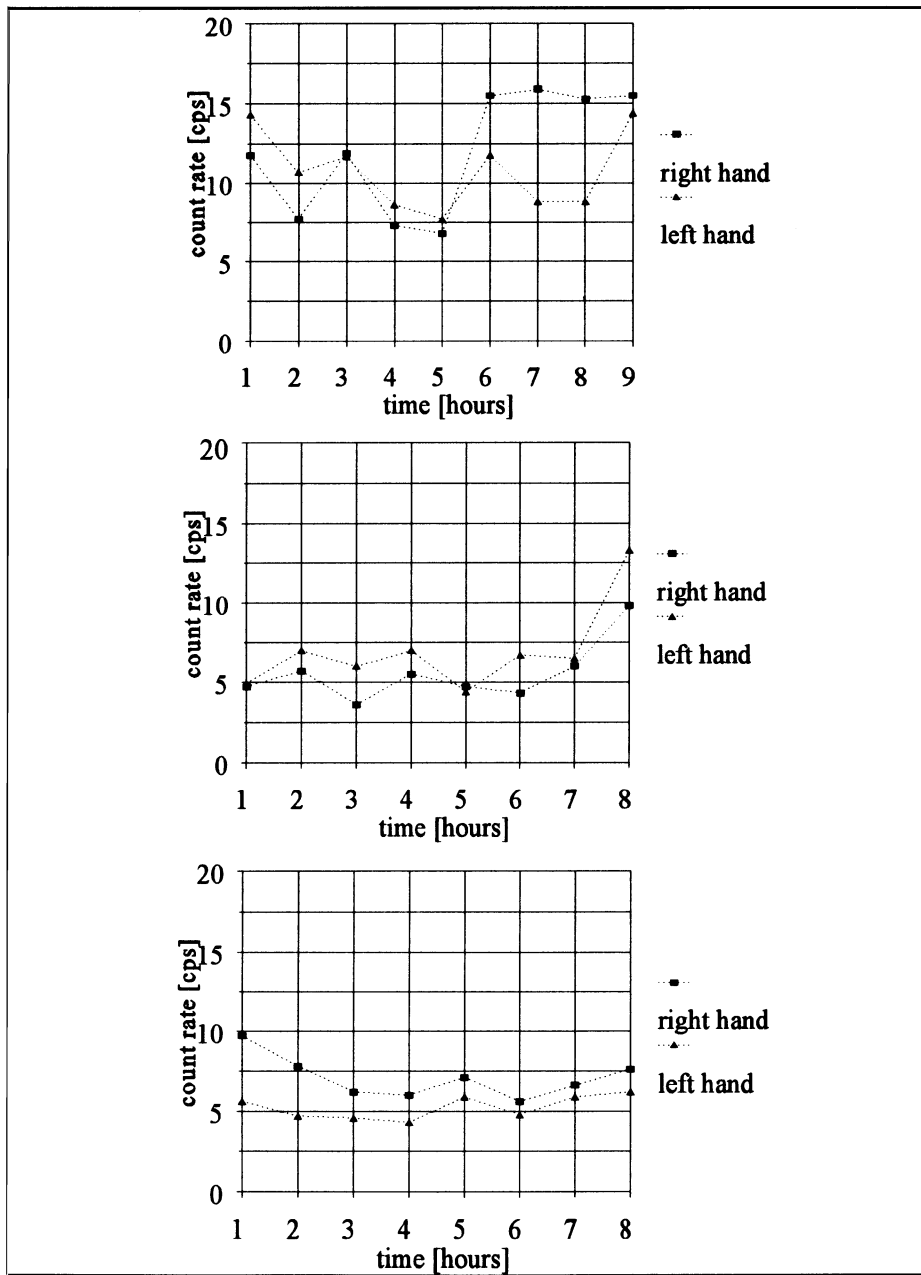 20
15
10
5
0
count rate [cps]
1 2 3 4 5 6 7 8 9
time [hours]
right hand
left hand
20
15
10
5
0
count rate [cps]
1 2 3 4 5 6 7 8
time [hours]
right hand
left hand
20
15
10
5
0
count rate [cps]
1 2 3 4 5 6 7 8
time [hours]
right hand
left hand